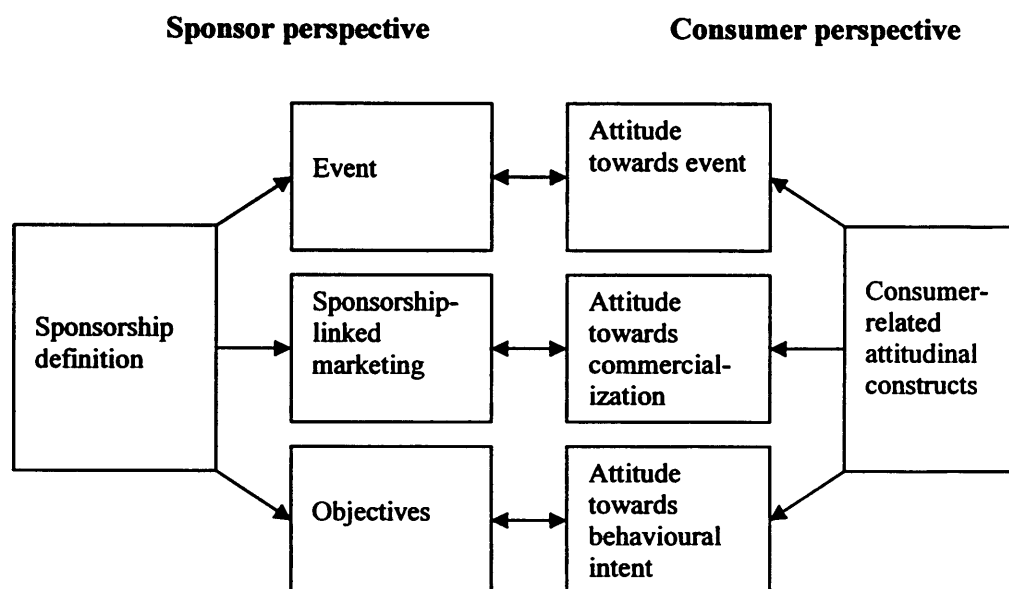 Sponsor perspective
Consumer perspective
Event
Attitude
towards event
Sponsorship
definition
Sponsorship-
linked
marketing
Attitude
towards
commercial-
ization
Consumer-
related
attitudinal
constructs
Objectives
Attitude
towards
behavioural
intent